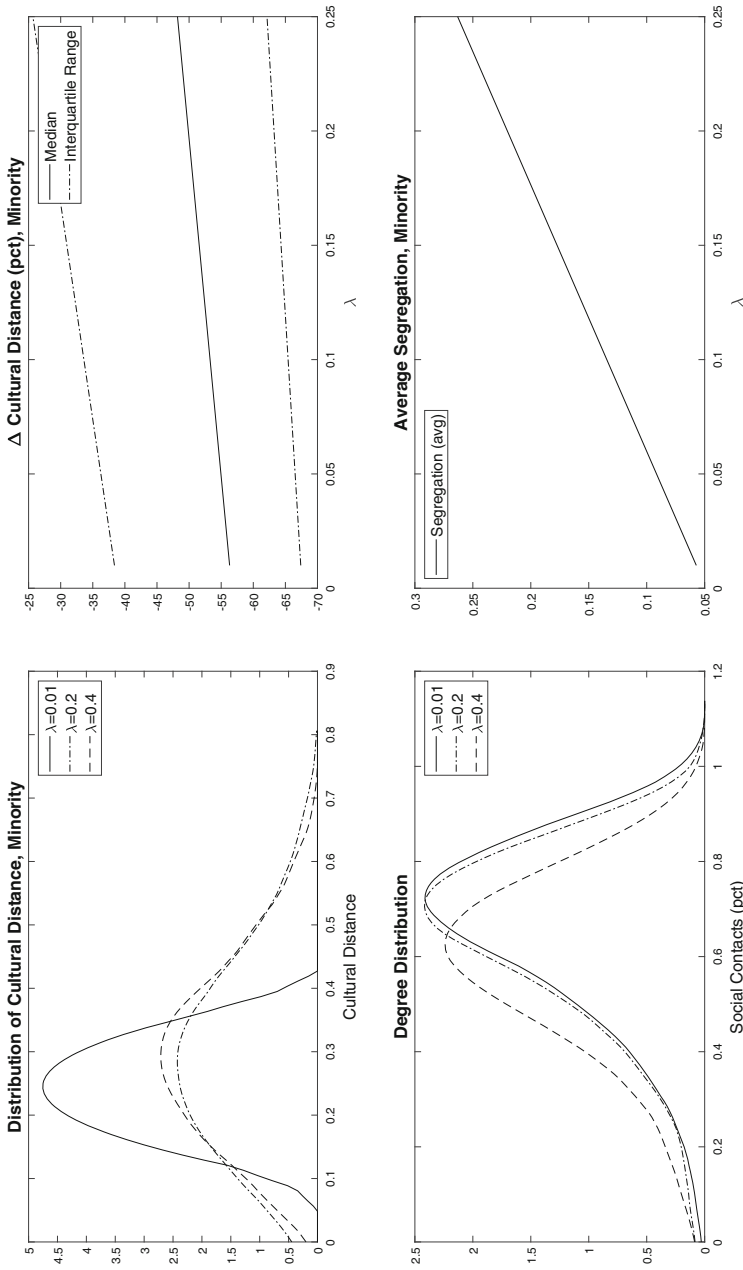 Distribution of Cultural Distance, Minority
5
4.5
4
3.5
3
2.5
2
1.5
1
0.5
0
λ=0.01
λ=0.2
λ=0.4
0 0.1 0.2 0.3 0.4 0.5 0.6 0.7 0.8 0.9
Cultural Distance
Δ Cultural Distance (pct), Minority
-25
-30
-35
-40
-45
-50
-55
-60
-65
-70
Median
Interquartile Range
0 0.05 0.1 0.15 0.2 0.25
λ
Degree Distribution
2.5
2
1.5
1
0.5
0
λ=0.01
λ=0.2
λ=0.4
0 0.2 0.4 0.6 0.8 1 1.2
Social Contacts (pct)
Average Segregation, Minority
0.3
0.25
0.2
0.15
0.1
0.05
Segregation (avg)
0 0.05 0.1 0.15 0.2 0.25
λ